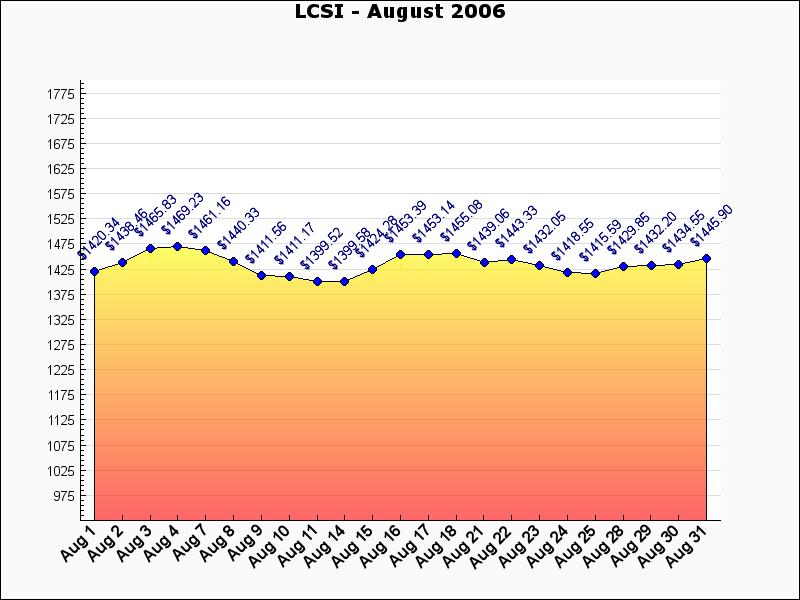 LCSI - August 2006
1775
1725
1675
1625
1575
1525
1475
1425
1375
1325
1275
1225
1175
1125
1075
1025
975
$1420.34
$1438.46
$1465.83
$1469.23
$1461.16
$1440.33
$1411.56
$1411.17
$1399.52
$1399.58
$1424.28
$1453.39
$1453.14
$1455.08
$1439.06
$1443.33
$1432.05
$1418.55
$1415.59
$1429.85
$1432.20
$1434.55
$1445.90
Aug 1
Aug 2
Aug 3
Aug 4
Aug 7
Aug 8
Aug 9
Aug 10
Aug 11
Aug 14
Aug 15
Aug 16
Aug 17
Aug 18
Aug 21
Aug 22
Aug 23
Aug 24
Aug 25
Aug 28
Aug 29
Aug 30
Aug 31